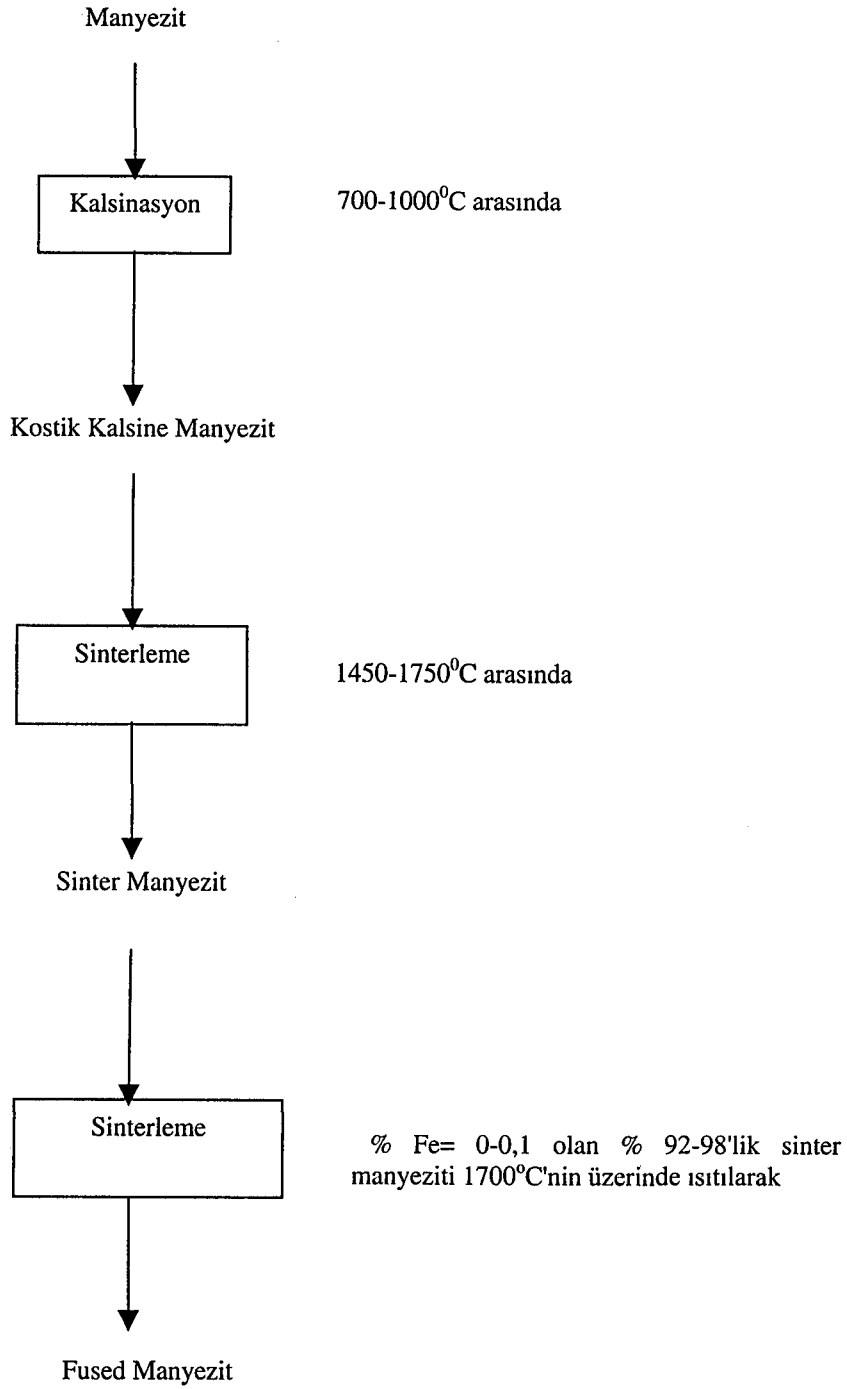 Manyezit
Kalsinasyon
700-1000⁰C arasında
Kostik Kalsine Manyezit
Sinterleme
1450-1750⁰C arasında
Sinter Manyezit
Sinterleme
% Fe= 0-0,1 olan % 92-98'lik sinter
manyeziti 1700°C'nin üzerinde ısıtılarak
Fused Manyezit